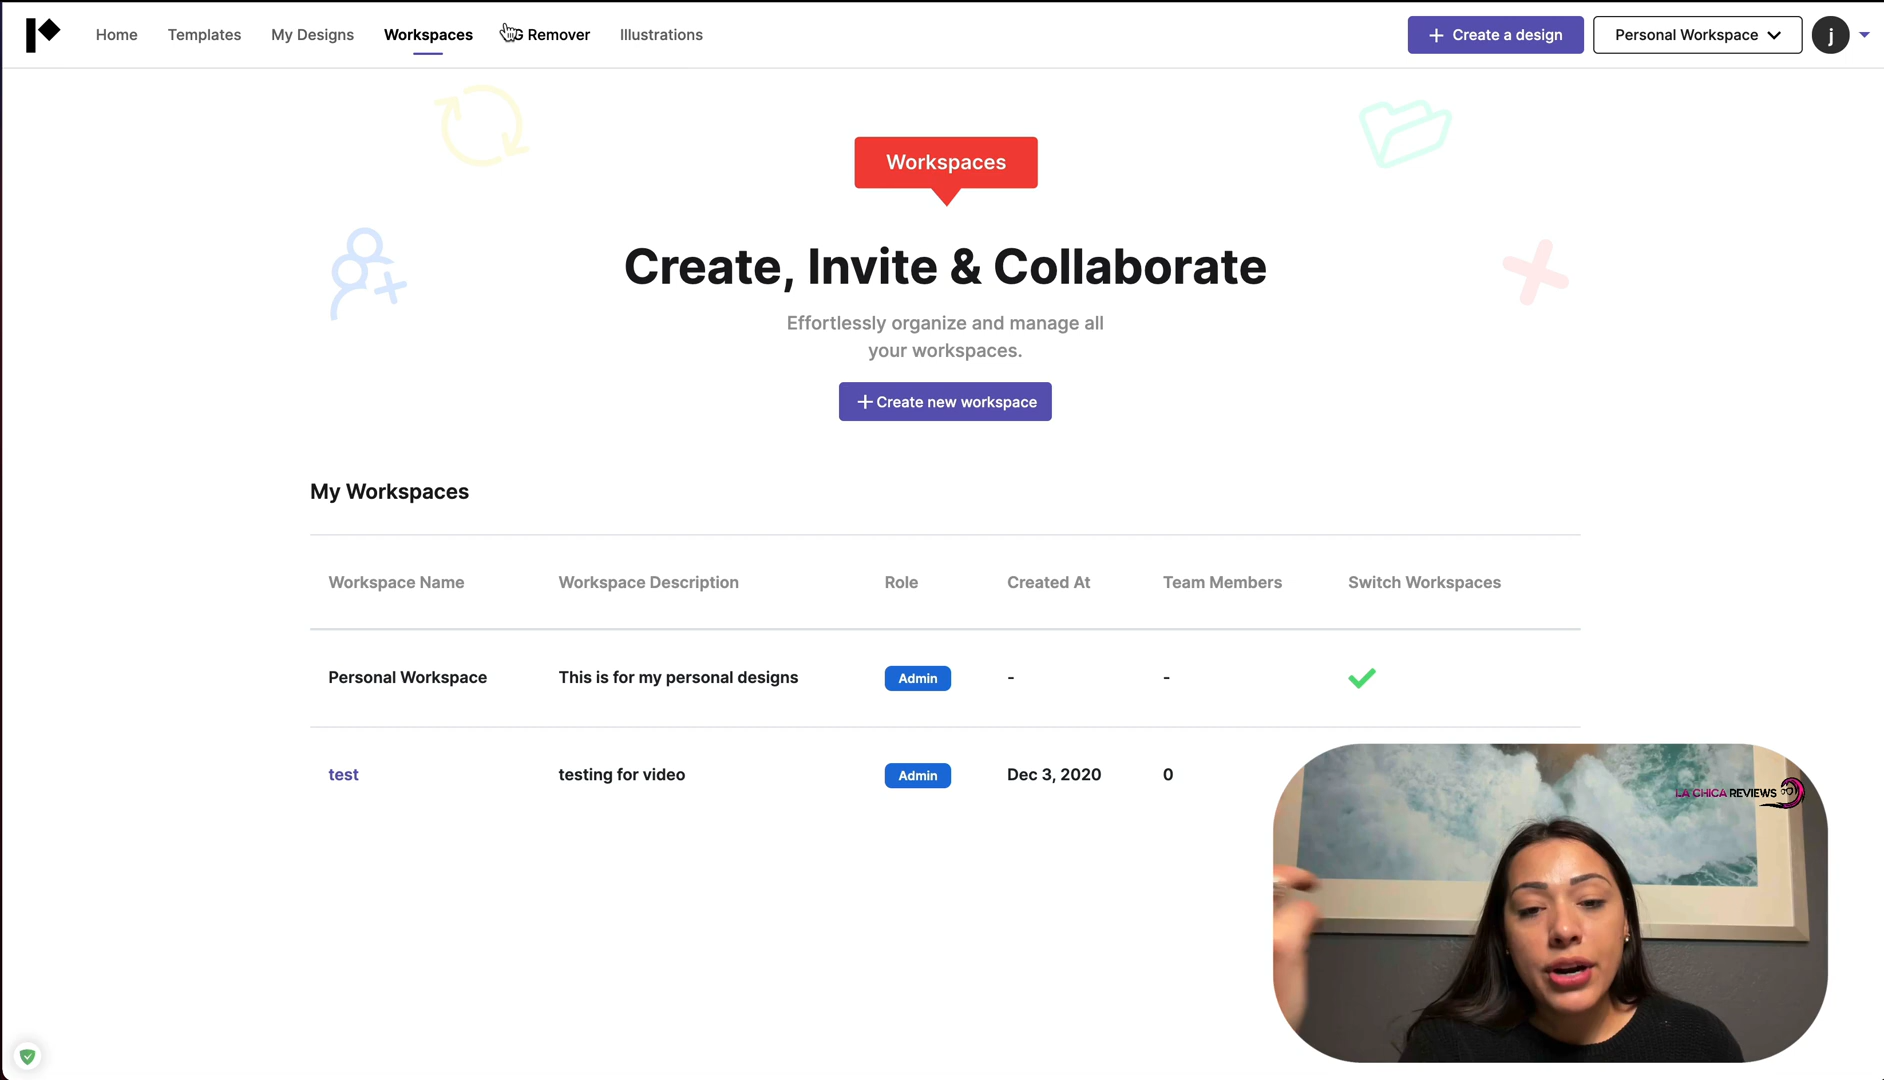 Home Templates My Designs Workspaces G Remover Illustrations + Create a design Personal Workspace j
Workspaces
Create, Invite & Collaborate
Effortlessly organize and manage all
your workspaces.
+ Create new workspace
My Workspaces
Workspace Name Workspace Description Role Created At Team Members Switch Workspaces
Personal Workspace This is for my personal designs Admin - -
test testing for video Admin Dec 3, 2020 0
LA CHICA REVIEWS